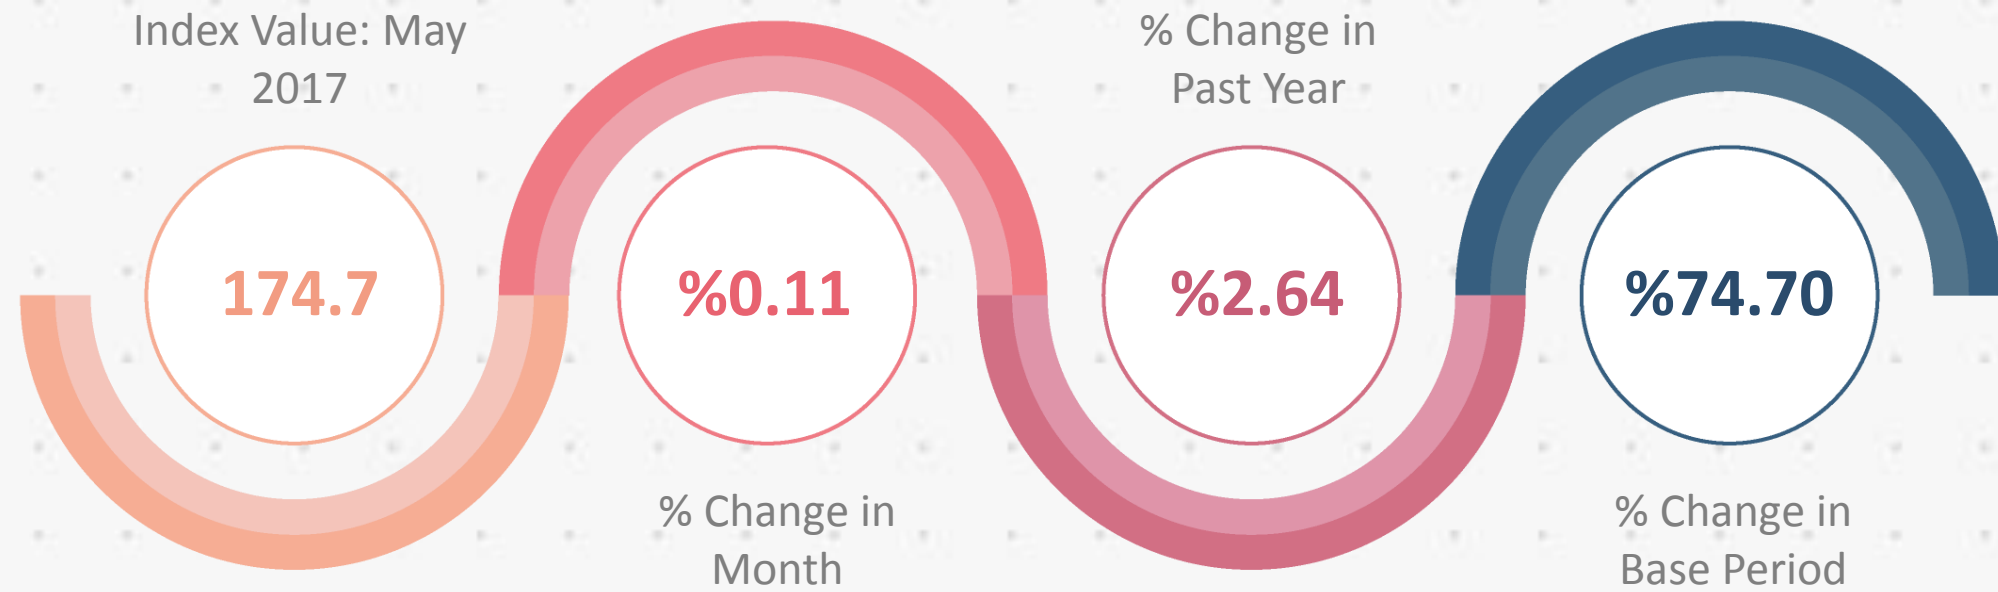 Index Value: May
2017
174.7
%0.11
% Change in
Month
% Change in
Past Year
%2.64
%74.70
% Change in
Base Period